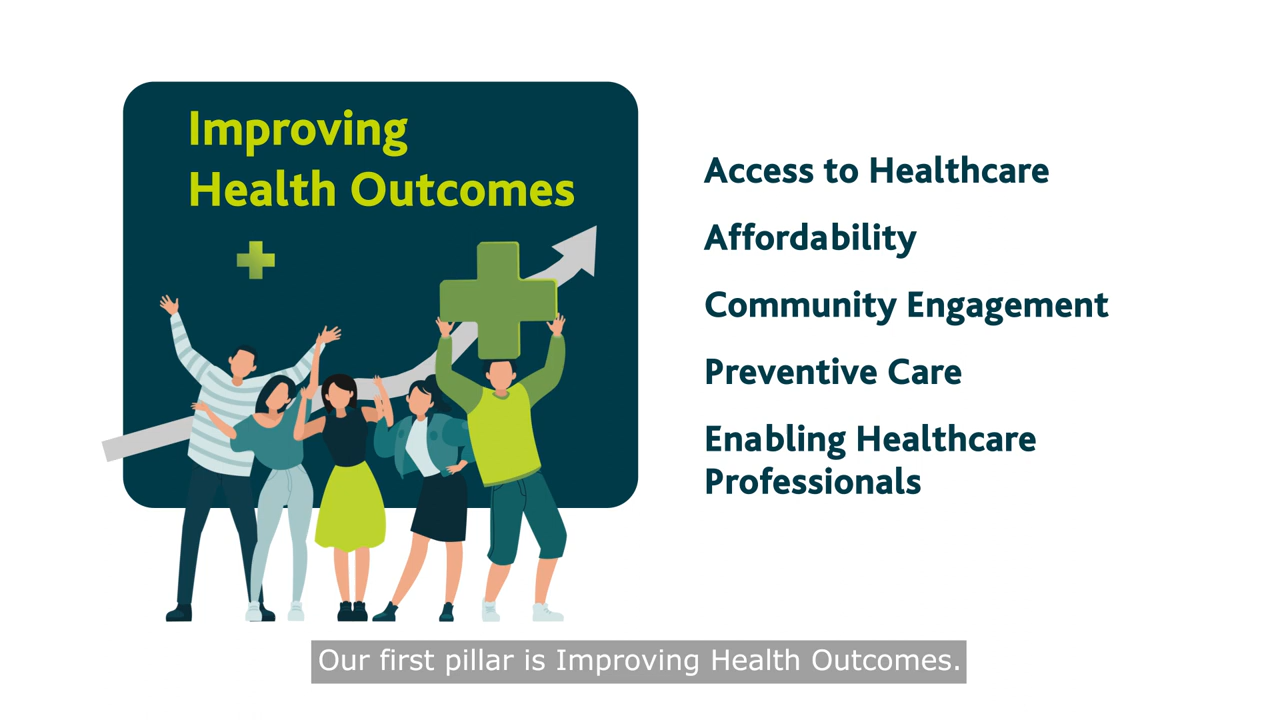 Improving
Health Outcomes
Access to Healthcare
Affordability
Community Engagement
Preventive Care
Enabling Healthcare
Professionals
Our first pillar is Improving Health Outcomes.